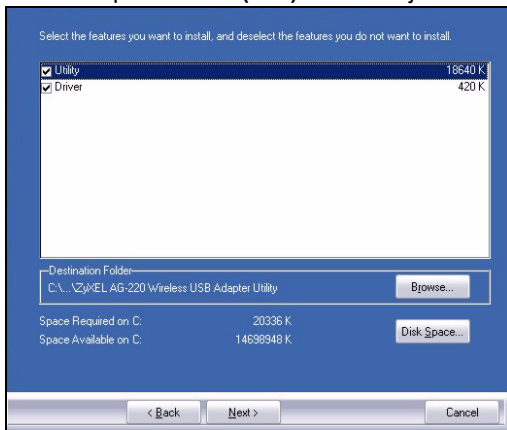 Select the features you want to install, and deselect the features you do not want to install.
Utility 18640 K
Driver 420 K
Destination Folder
C:\...\ZyXEL AG-220 Wireless USB Adapter Utility Browse...
Space Required on C: 20336 K
Space Available on C: 14698948 K
Disk Space...
< Back Next > Cancel